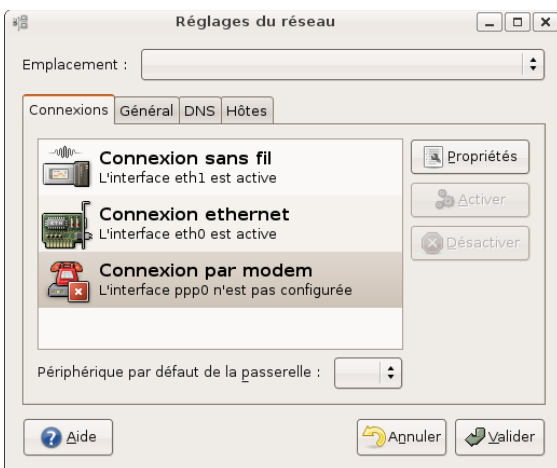 Réglages du réseau
Emplacement :
Connexions Général DNS Hôtes
Connexion sans fil
L'interface eth1 est active
Connexion ethernet
L'interface eth0 est active
Connexion par modem
L'interface ppp0 n'est pas configurée
Propriétés
Activer
Désactiver
Périphérique par défaut de la passerelle :
Aide
Annuler
Valider